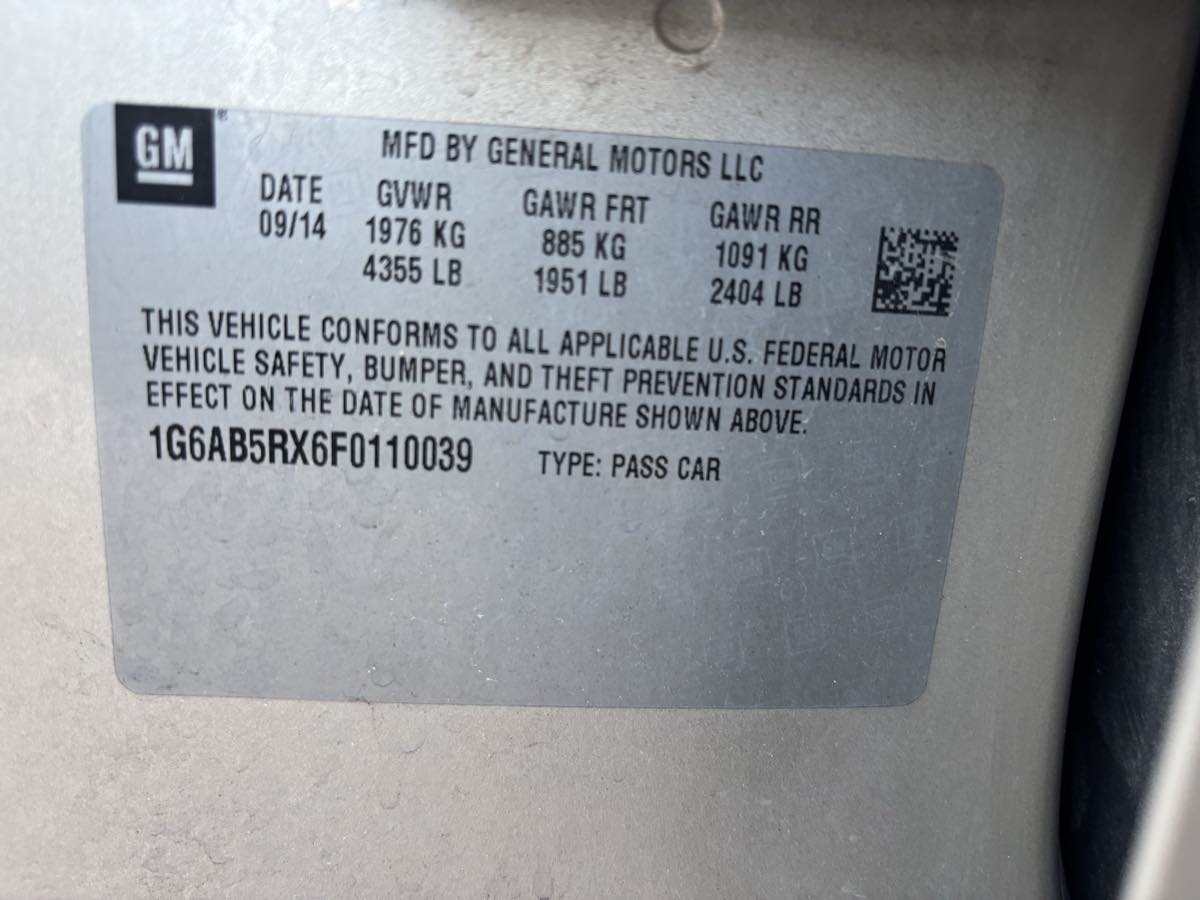 GM®
MFD BY GENERAL MOTORS LLC
DATE GVWR GAWR FRT GAWR RR
09/14 1976 KG 885 KG 1091 KG
4355 LB 1951 LB 2404 LB
THIS VEHICLE CONFORMS TO ALL APPLICABLE U.S. FEDERAL MOTOR
VEHICLE SAFETY, BUMPER, AND THEFT PREVENTION STANDARDS IN
EFFECT ON THE DATE OF MANUFACTURE SHOWN ABOVE.
1G6AB5RX6F0110039 TYPE: PASS CAR